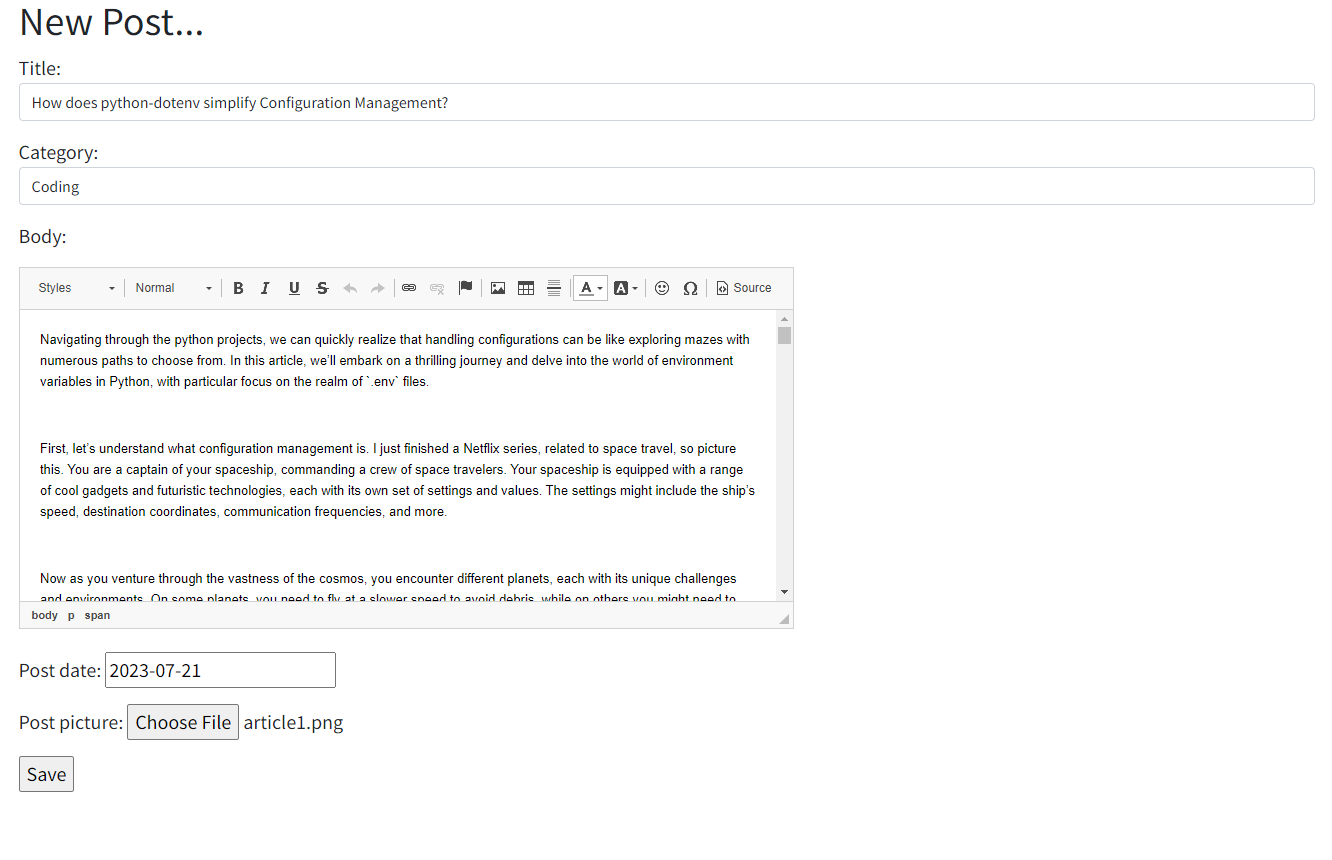 New Post...
Title:
How does python-dotenv simplify Configuration Management?
Category:
Coding
Body:
Styles Normal B I U S A A Ω Source
Navigating through the python projects, we can quickly realize that handling configurations can be like exploring mazes with
numerous paths to choose from. In this article, we’ll embark on a thrilling journey and delve into the world of environment
variables in Python, with particular focus on the realm of `.env` files.
First, let’s understand what configuration management is. I just finished a Netflix series, related to space travel, so picture
this. You are a captain of your spaceship, commanding a crew of space travelers. Your spaceship is equipped with a range
of cool gadgets and futuristic technologies, each with its own set of settings and values. The settings might include the ship’s
speed, destination coordinates, communication frequencies, and more.
Now as you venture through the vastness of the cosmos, you encounter different planets, each with its unique challenges
and environments. On some planets, you need to fly at a slower speed to avoid debris, while on others you might need to
body p span
Post date: 2023-07-21
Post picture: Choose File article1.png
Save